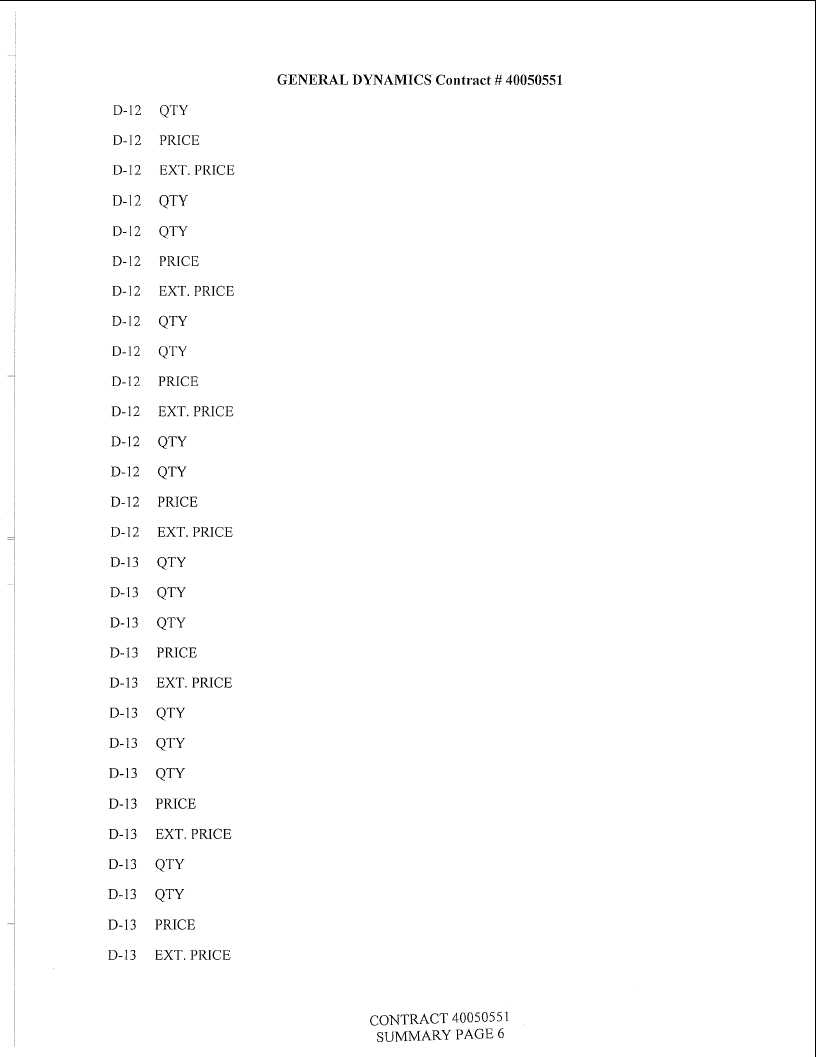 GENERAL DYNAMICS Contract # 40050551
D-12 QTY
D-12 PRICE
D-12 EXT. PRICE
D-12 QTY
D-12 QTY
D-12 PRICE
D-12 EXT. PRICE
D-12 QTY
D-12 QTY
D-12 PRICE
D-12 EXT. PRICE
D-12 QTY
D-12 QTY
D-12 PRICE
D-12 EXT. PRICE
D-13 QTY
D-13 QTY
D-13 QTY
D-13 PRICE
D-13 EXT. PRICE
D-13 QTY
D-13 QTY
D-13 QTY
D-13 PRICE
D-13 EXT. PRICE
D-13 QTY
D-13 QTY
D-13 PRICE
D-13 EXT. PRICE
CONTRACT 40050551
SUMMARY PAGE 6